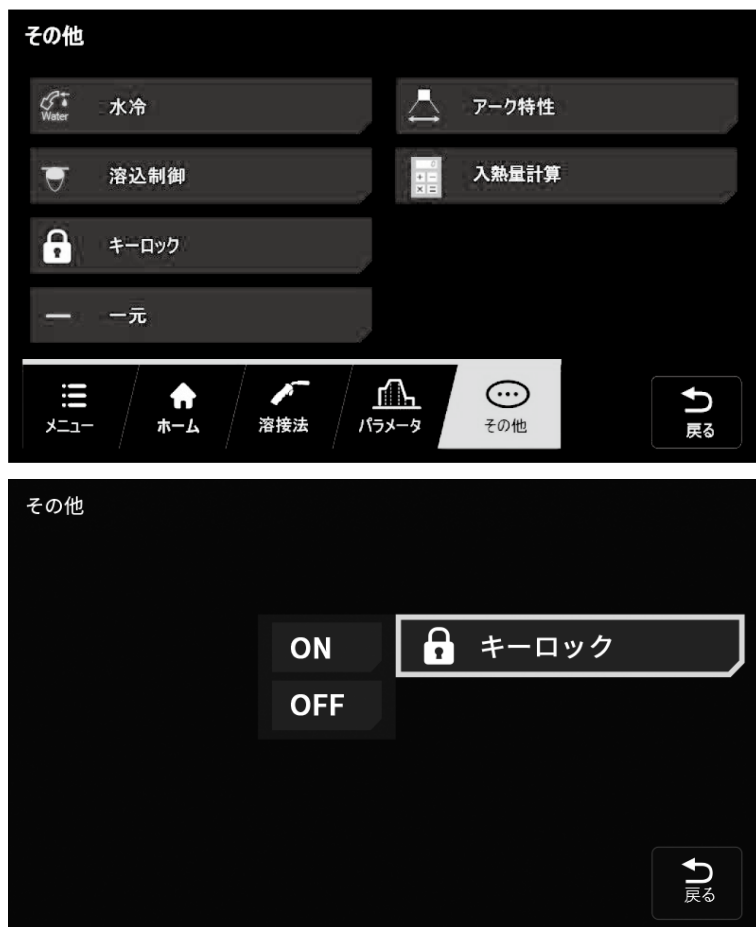 その他
水冷
Water
アーク特性
溶込制御
入熱量計算
キーロック
一元
メニュー
ホーム
溶接法
パラメータ
その他
戻る
その他
ON
キーロック
OFF
戻る